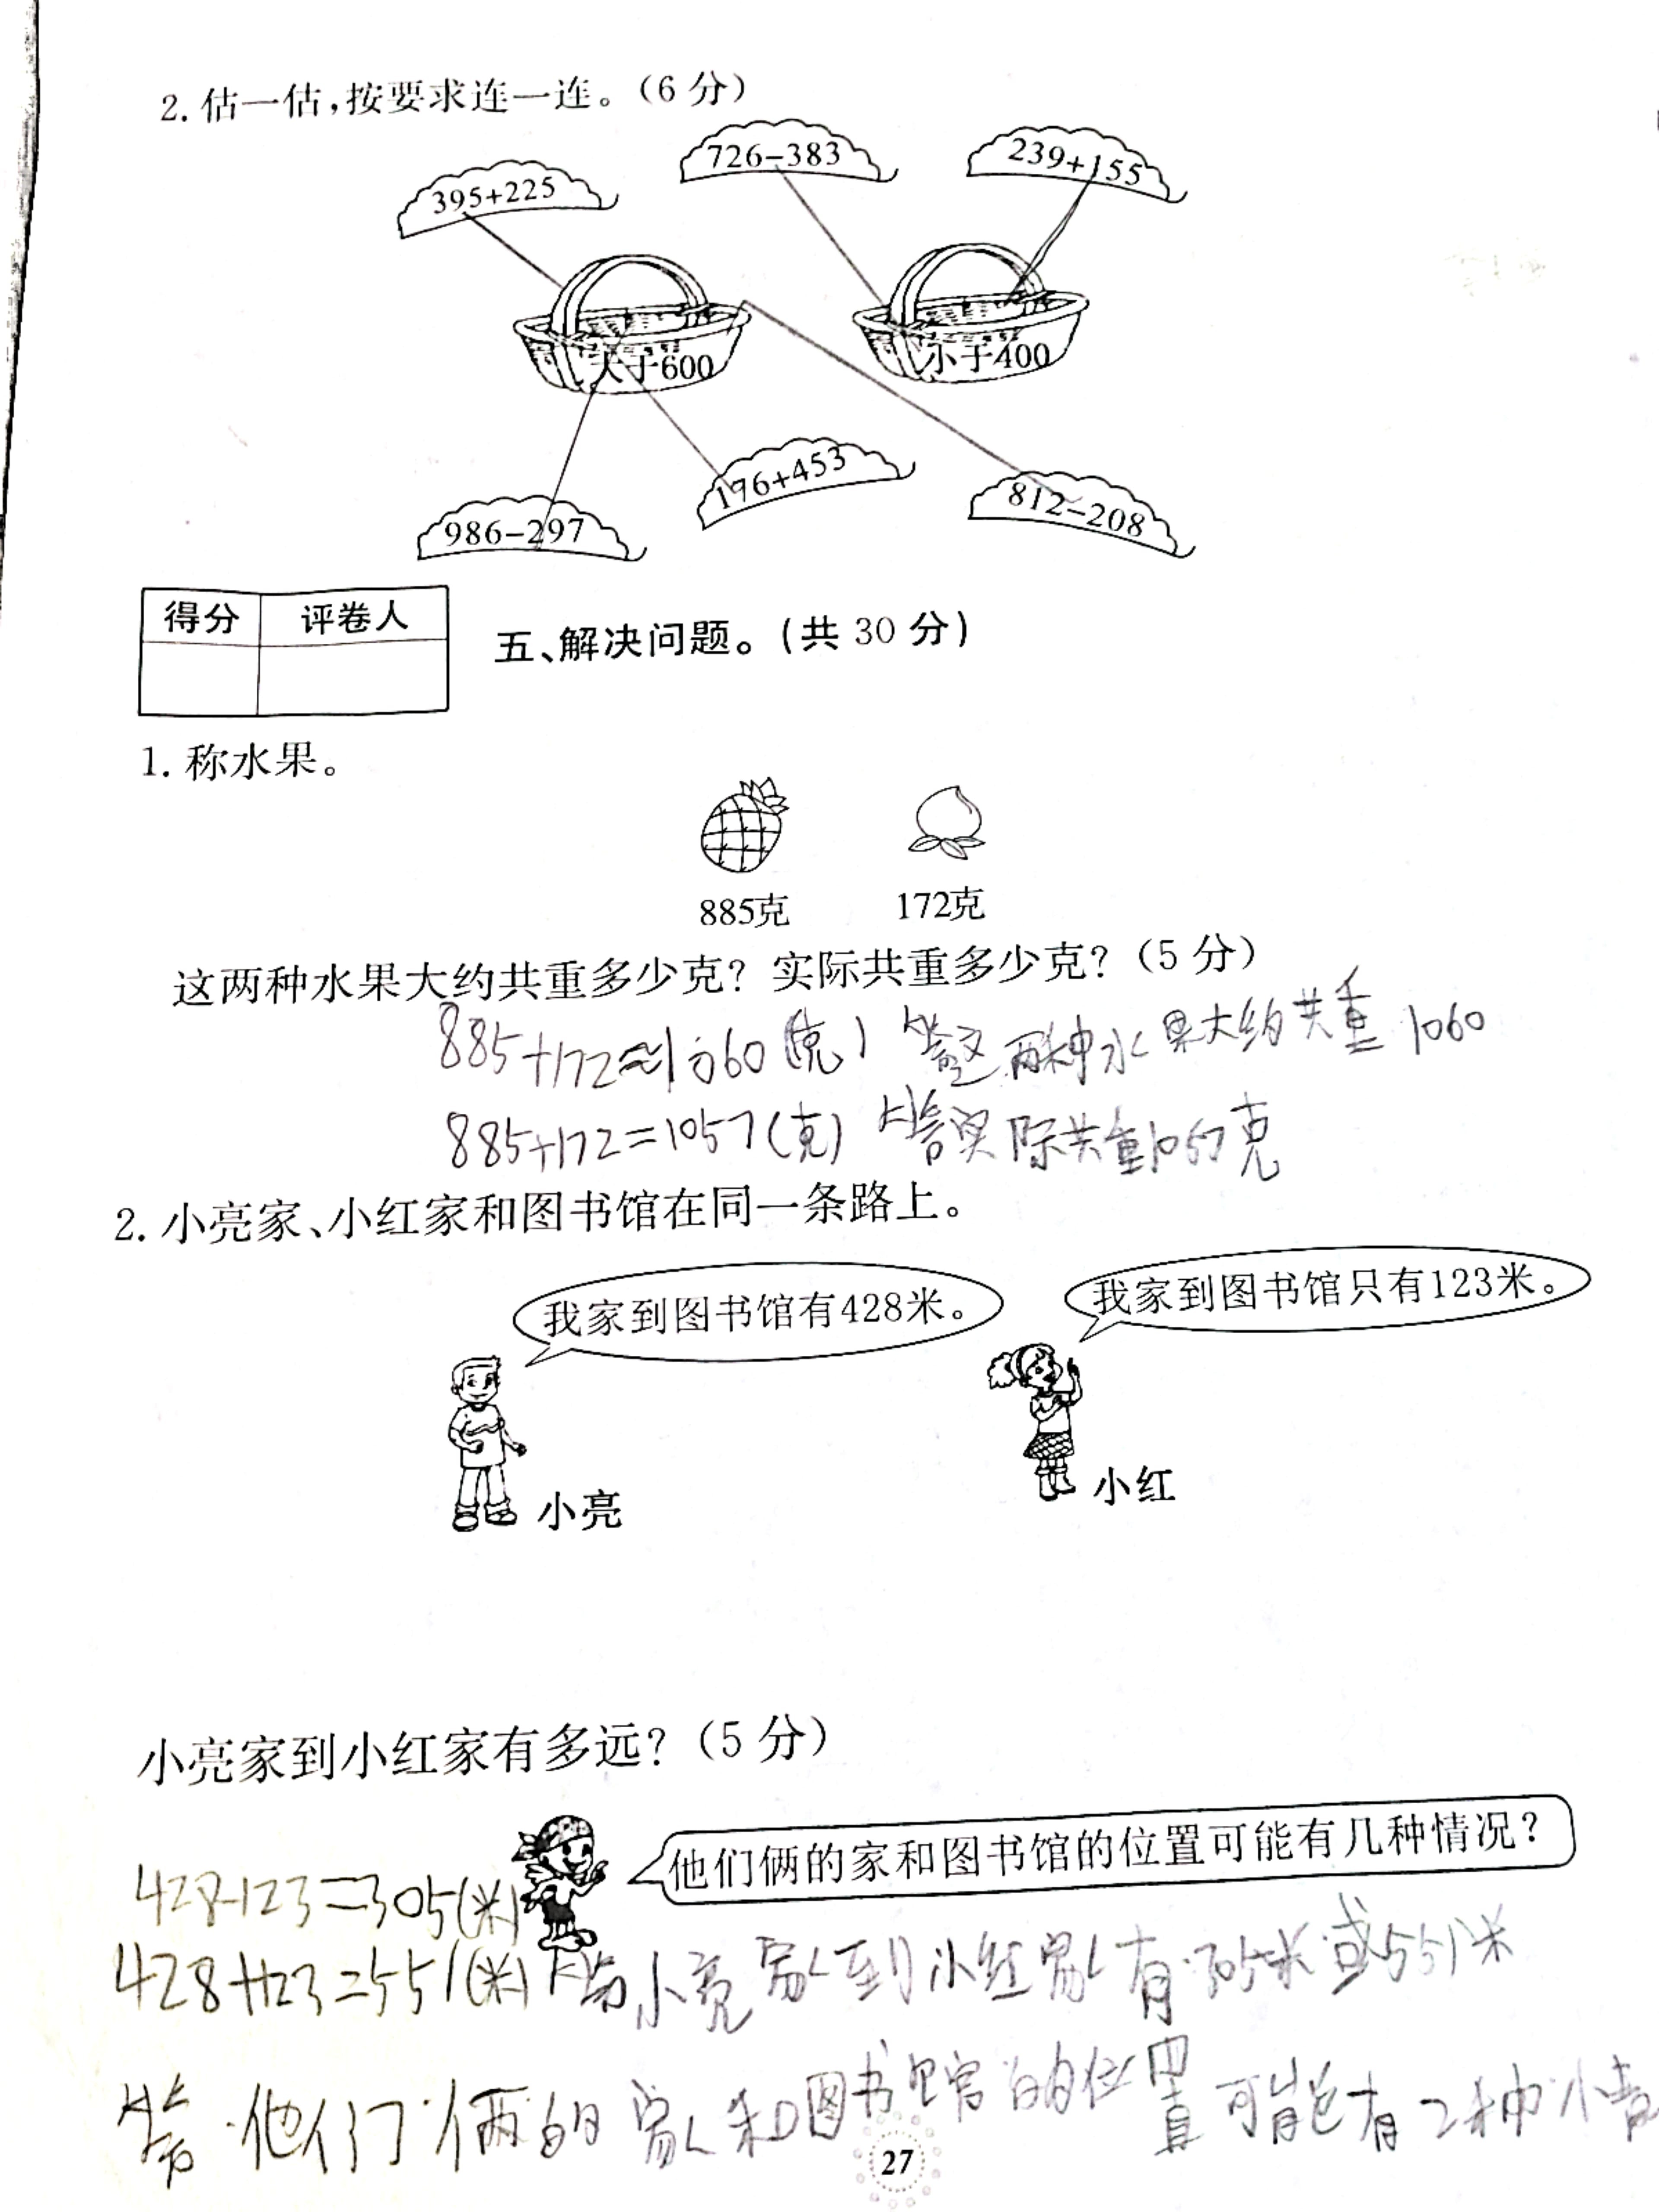 2.估一估,按要求连一连。(6分)
395+225
726-383
239+155
大于600
小于400
986-297
176+453
812-208
得分 评卷人
五、解决问题。(共30分)
1.称水果。
885克 172克
这两种水果大约共重多少克?实际共重多少克?(5分)
885+172≈1060(克) 答这两种水果大约共重1060
885+172=1057(克) 答实际共重1057克
2.小亮家、小红家和图书馆在同一条路上。
我家到图书馆有428米。
我家到图书馆只有123米。
小亮
小红
小亮家到小红家有多远?(5分)
他们俩的家和图书馆的位置可能有几种情况?
428-123=305(米)
428+123=551(米) 答小亮家到小红家有305米或551米
答他们俩的家和图书馆的位置可能有2种情
27